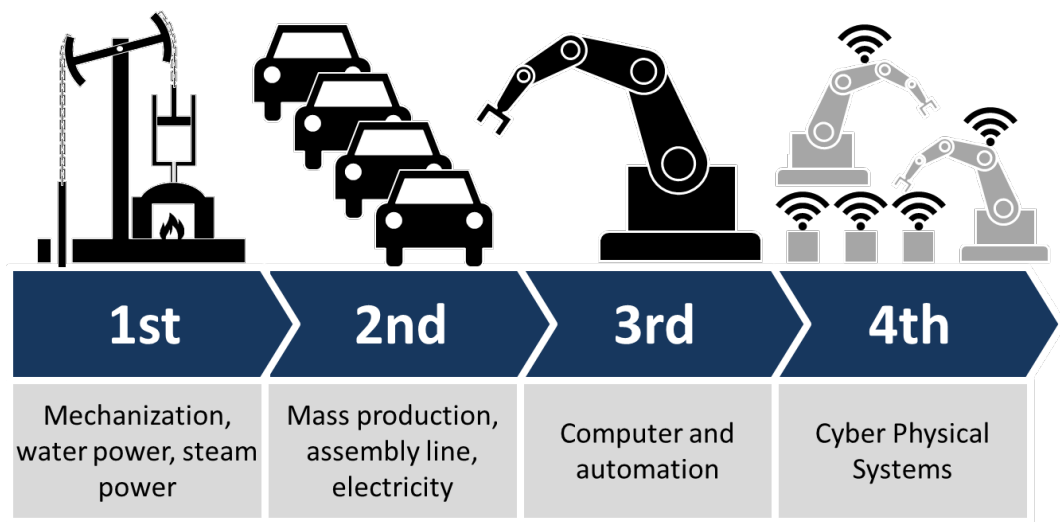 1st
2nd
3rd
4th
Mechanization,
water power, steam
power
Mass production,
assembly line,
electricity
Computer and
automation
Cyber Physical
Systems